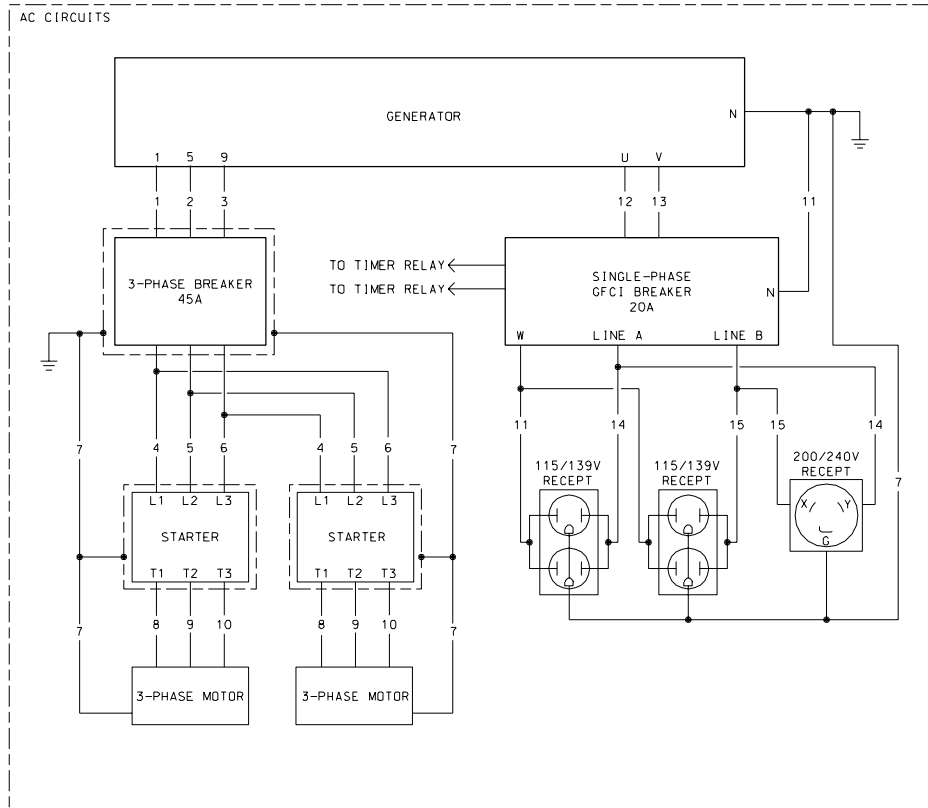 AC CIRCUITS
GENERATOR
N
1 5 9
U V
1 2 3
12 13
11
3-PHASE BREAKER
45A
TO TIMER RELAY
TO TIMER RELAY
SINGLE-PHASE
GFCI BREAKER
20A
N
W LINE A LINE B
11 14 15 15 14
7 4 5 6 4 5 6 7
115/139V
RECEPT
115/139V
RECEPT
200/240V
RECEPT
7
X Y
G
L1 L2 L3
STARTER
T1 T2 T3
L1 L2 L3
STARTER
T1 T2 T3
7 8 9 10 8 9 10 7
3-PHASE MOTOR
3-PHASE MOTOR